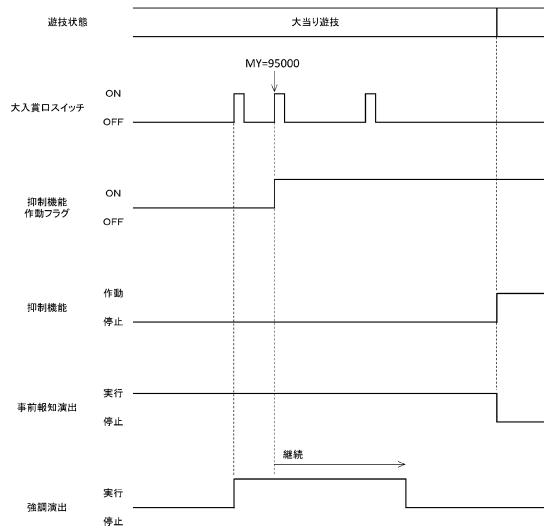 遊技状態
大当り遊技
MY=95000
大入賞口スイッチ
ON
OFF
抑制機能
作動フラグ
ON
OFF
抑制機能
作動
停止
事前報知演出
実行
停止
継続
強調演出
実行
停止